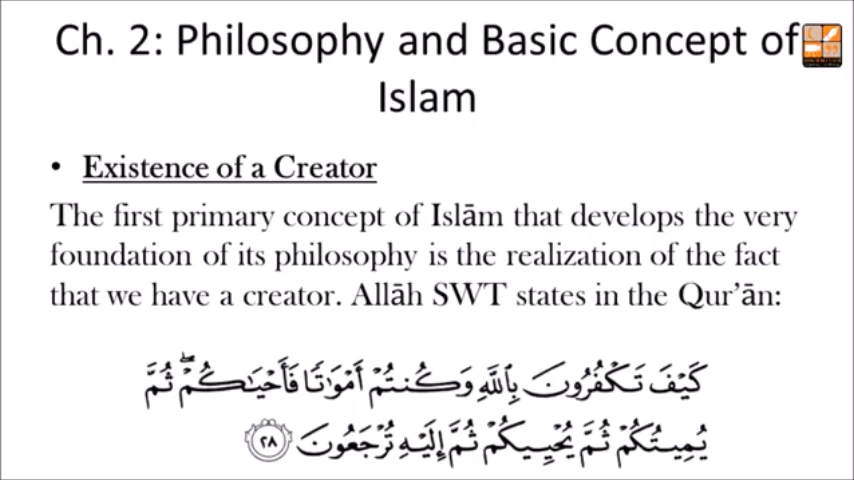 Ch. 2: Philosophy and Basic Concept of
Islam
• Existence of a Creator
The first primary concept of Islām that develops the very
foundation of its philosophy is the realization of the fact
that we have a creator. Allāh SWT states in the Qur’ān:
كَيْفَ تَكْفُرُونَ بِٱللَّهِ وَكُنتُمْ أَمْوَٰتًا فَأَحْيَـٰكُمْ ۖ ثُمَّ
يُمِيتُكُمْ ثُمَّ يُحْيِيكُمْ ثُمَّ إِلَيْهِ تُرْجَعُونَ ٢٨